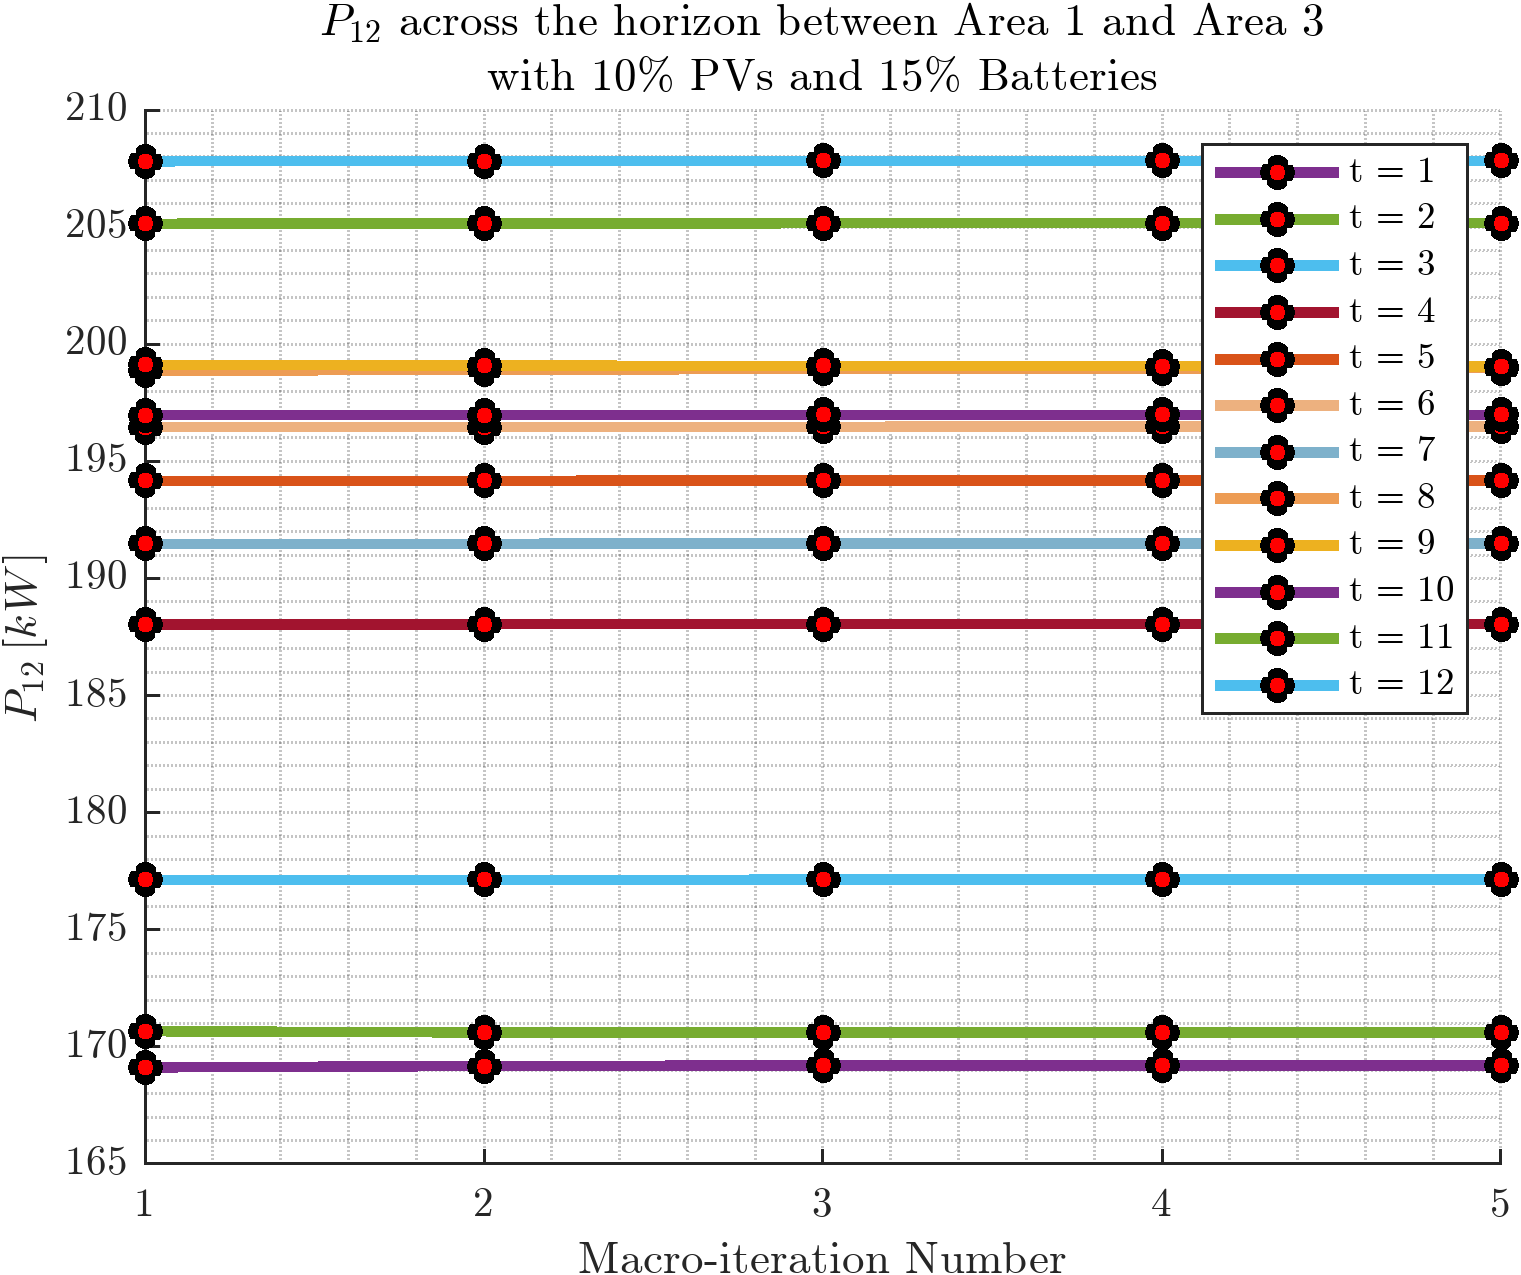 P12 across the horizon between Area 1 and Area 3
with 10% PVs and 15% Batteries
P12 [kW]
210
205
200
195
190
185
180
175
170
165
1 2 3 4 5
Macro-iteration Number
t = 1
t = 2
t = 3
t = 4
t = 5
t = 6
t = 7
t = 8
t = 9
t = 10
t = 11
t = 12